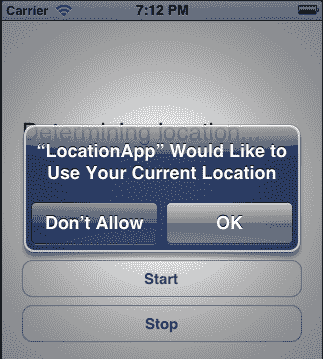 Carrier 7:12 PM
Determining location...
“LocationApp” Would Like to
Use Your Current Location
Don’t Allow OK
Start
Stop